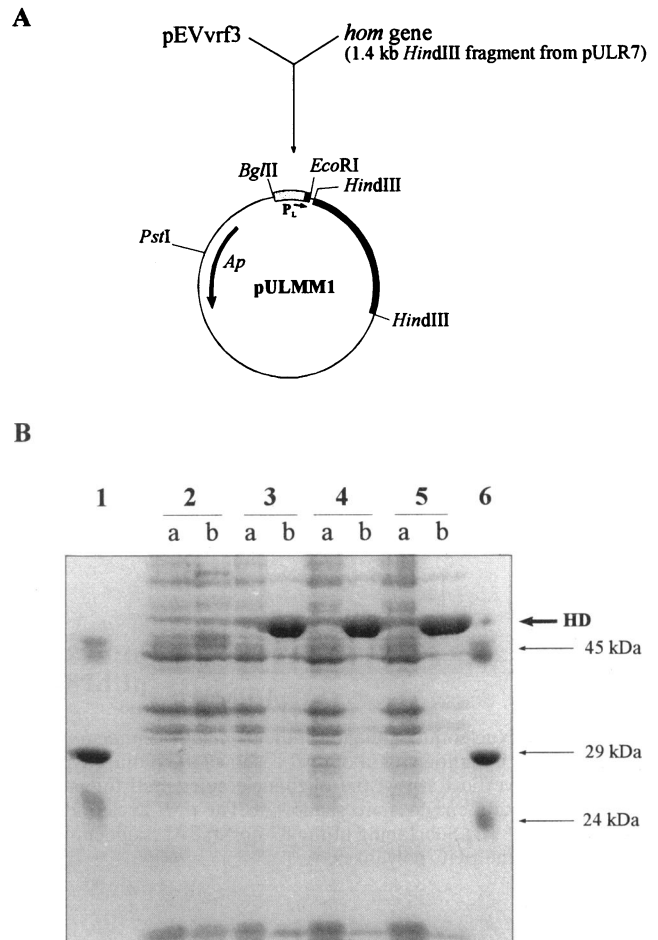 A
pEVvrf3
hom gene
(1.4 kb HindIII fragment from pULR7)
BglII
EcoRI
HindIII
PL
PstI
Ap
pULMM1
HindIII
B
1 2 3 4 5 6
a b a b a b a b
HD
45 kDa
29 kDa
24 kDa